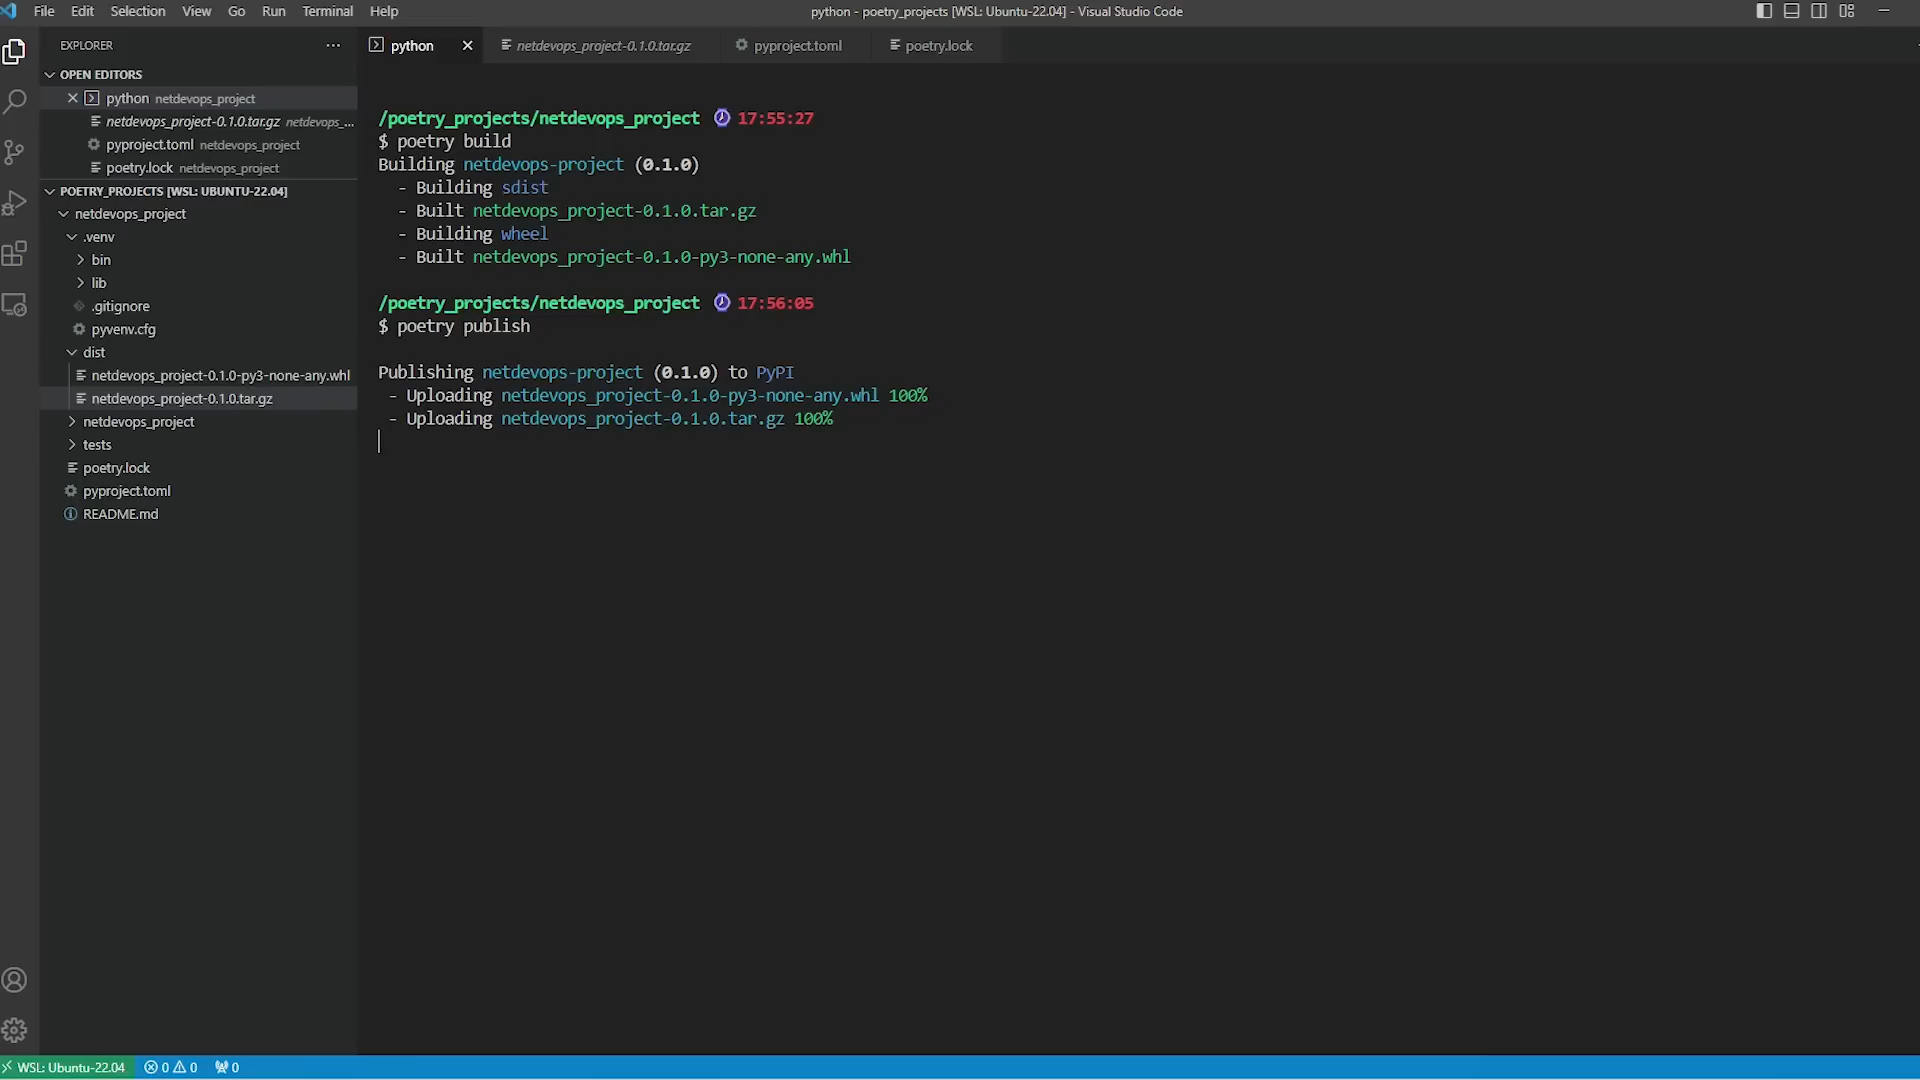 File Edit Selection View Go Run Terminal Help
python - poetry_projects [WSL: Ubuntu-22.04] - Visual Studio Code
EXPLORER
OPEN EDITORS
python netdevops_project
netdevops_project-0.1.0.tar.gz netdevops_...
pyproject.toml netdevops_project
poetry.lock netdevops_project
POETRY_PROJECTS [WSL: UBUNTU-22.04]
netdevops_project
.venv
bin
lib
.gitignore
pyvenv.cfg
dist
netdevops_project-0.1.0-py3-none-any.whl
netdevops_project-0.1.0.tar.gz
netdevops_project
tests
poetry.lock
pyproject.toml
README.md
python netdevops_project-0.1.0.tar.gz pyproject.toml poetry.lock
/poetry_projects/netdevops_project 17:55:27
$ poetry build
Building netdevops-project (0.1.0)
- Building sdist
- Built netdevops_project-0.1.0.tar.gz
- Building wheel
- Built netdevops_project-0.1.0-py3-none-any.whl
/poetry_projects/netdevops_project 17:56:05
$ poetry publish
Publishing netdevops-project (0.1.0) to PyPI
- Uploading netdevops_project-0.1.0-py3-none-any.whl 100%
- Uploading netdevops_project-0.1.0.tar.gz 100%
WSL: Ubuntu-22.04 0 0 0